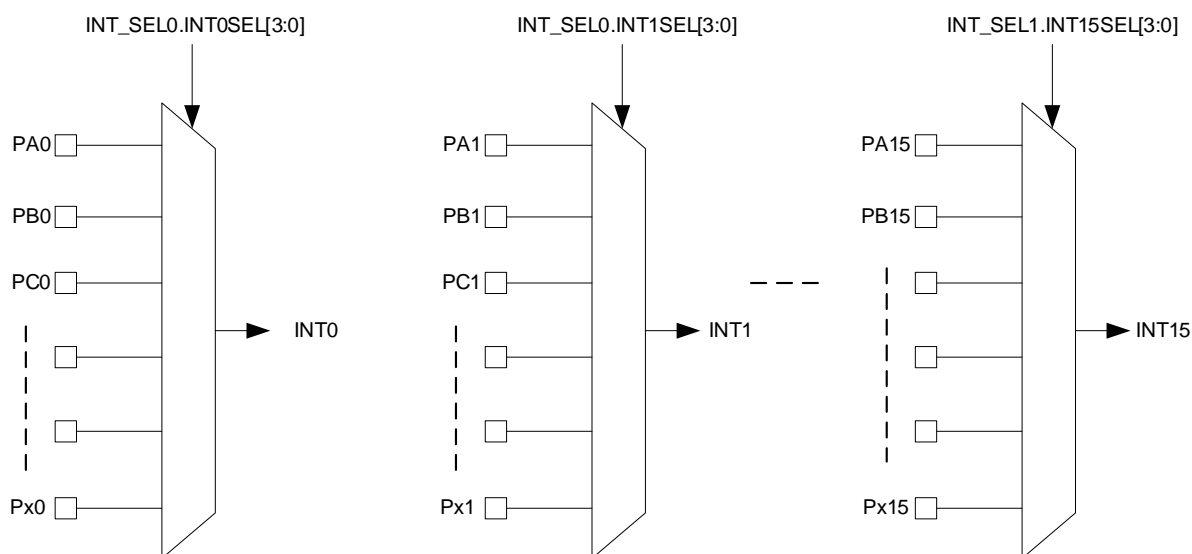 INT_SEL0.INT0SEL[3:0]
INT_SEL0.INT1SEL[3:0]
INT_SEL1.INT15SEL[3:0]
PA0
PB0
PC0
Px0
INT0
PA1
PB1
PC1
Px1
INT1
PA15
PB15
Px15
INT15